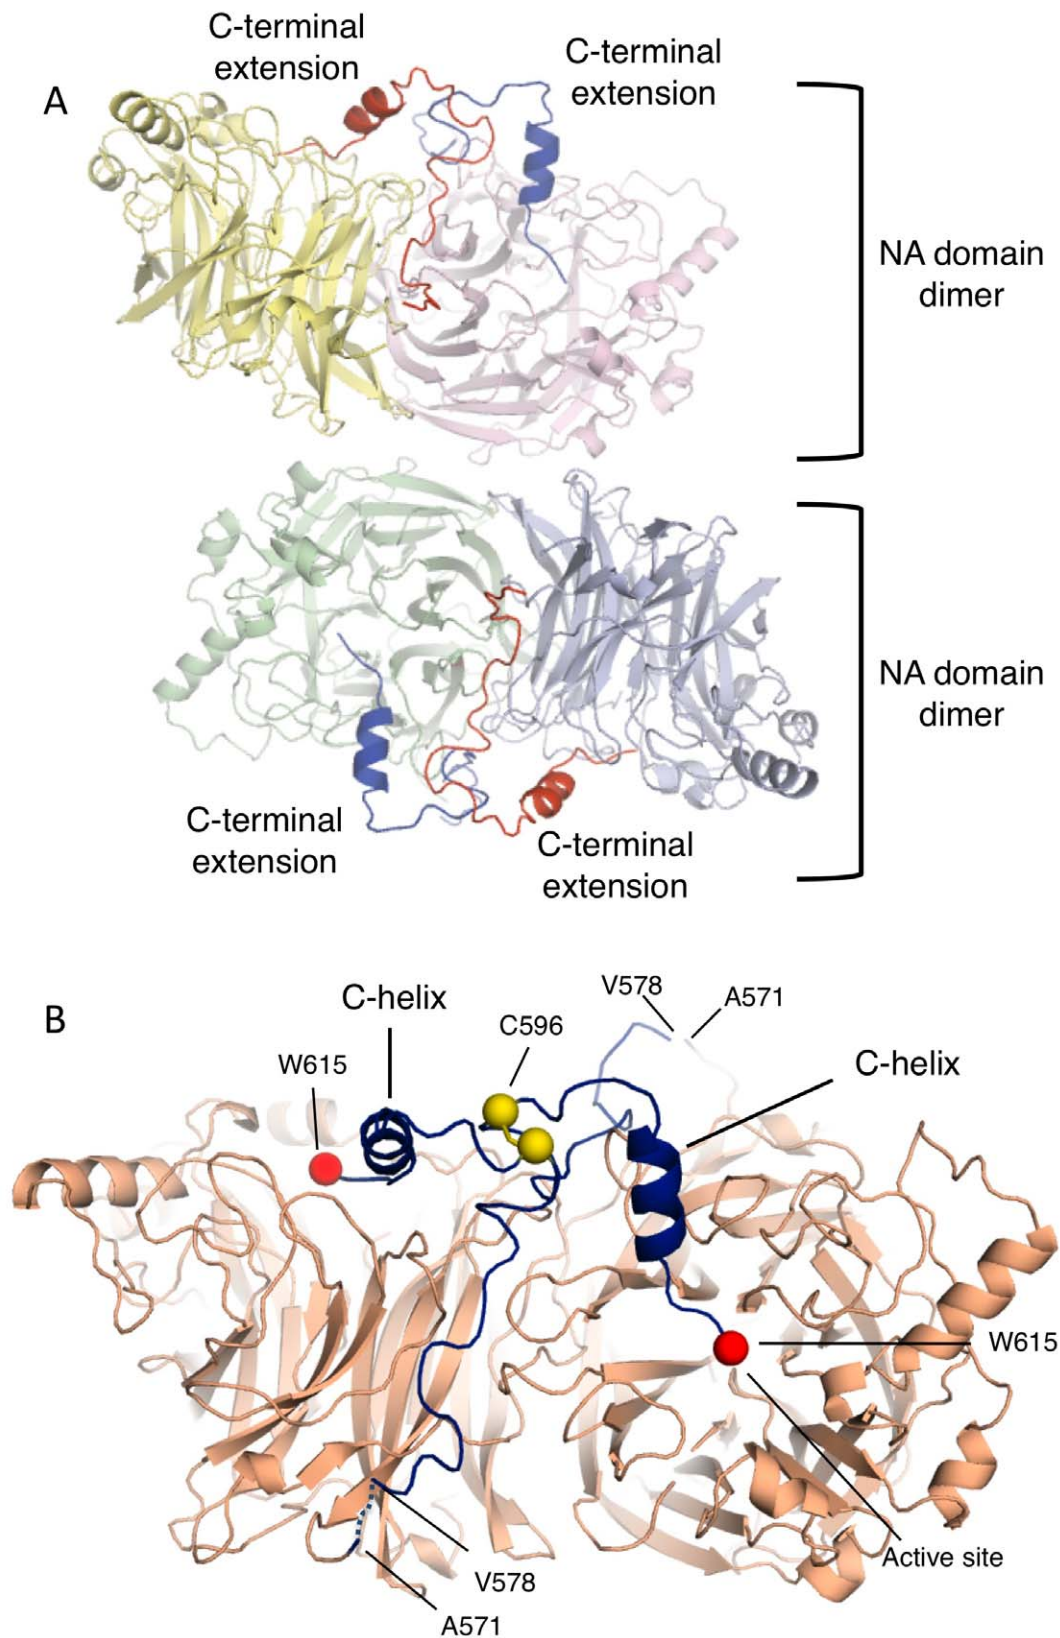 C-terminal
extension
C-terminal
extension
A
NA domain
dimer
NA domain
dimer
C-terminal
extension
C-terminal
extension
B
C-helix
V578
A571
C596
W615
C-helix
W615
Active site
V578
A571